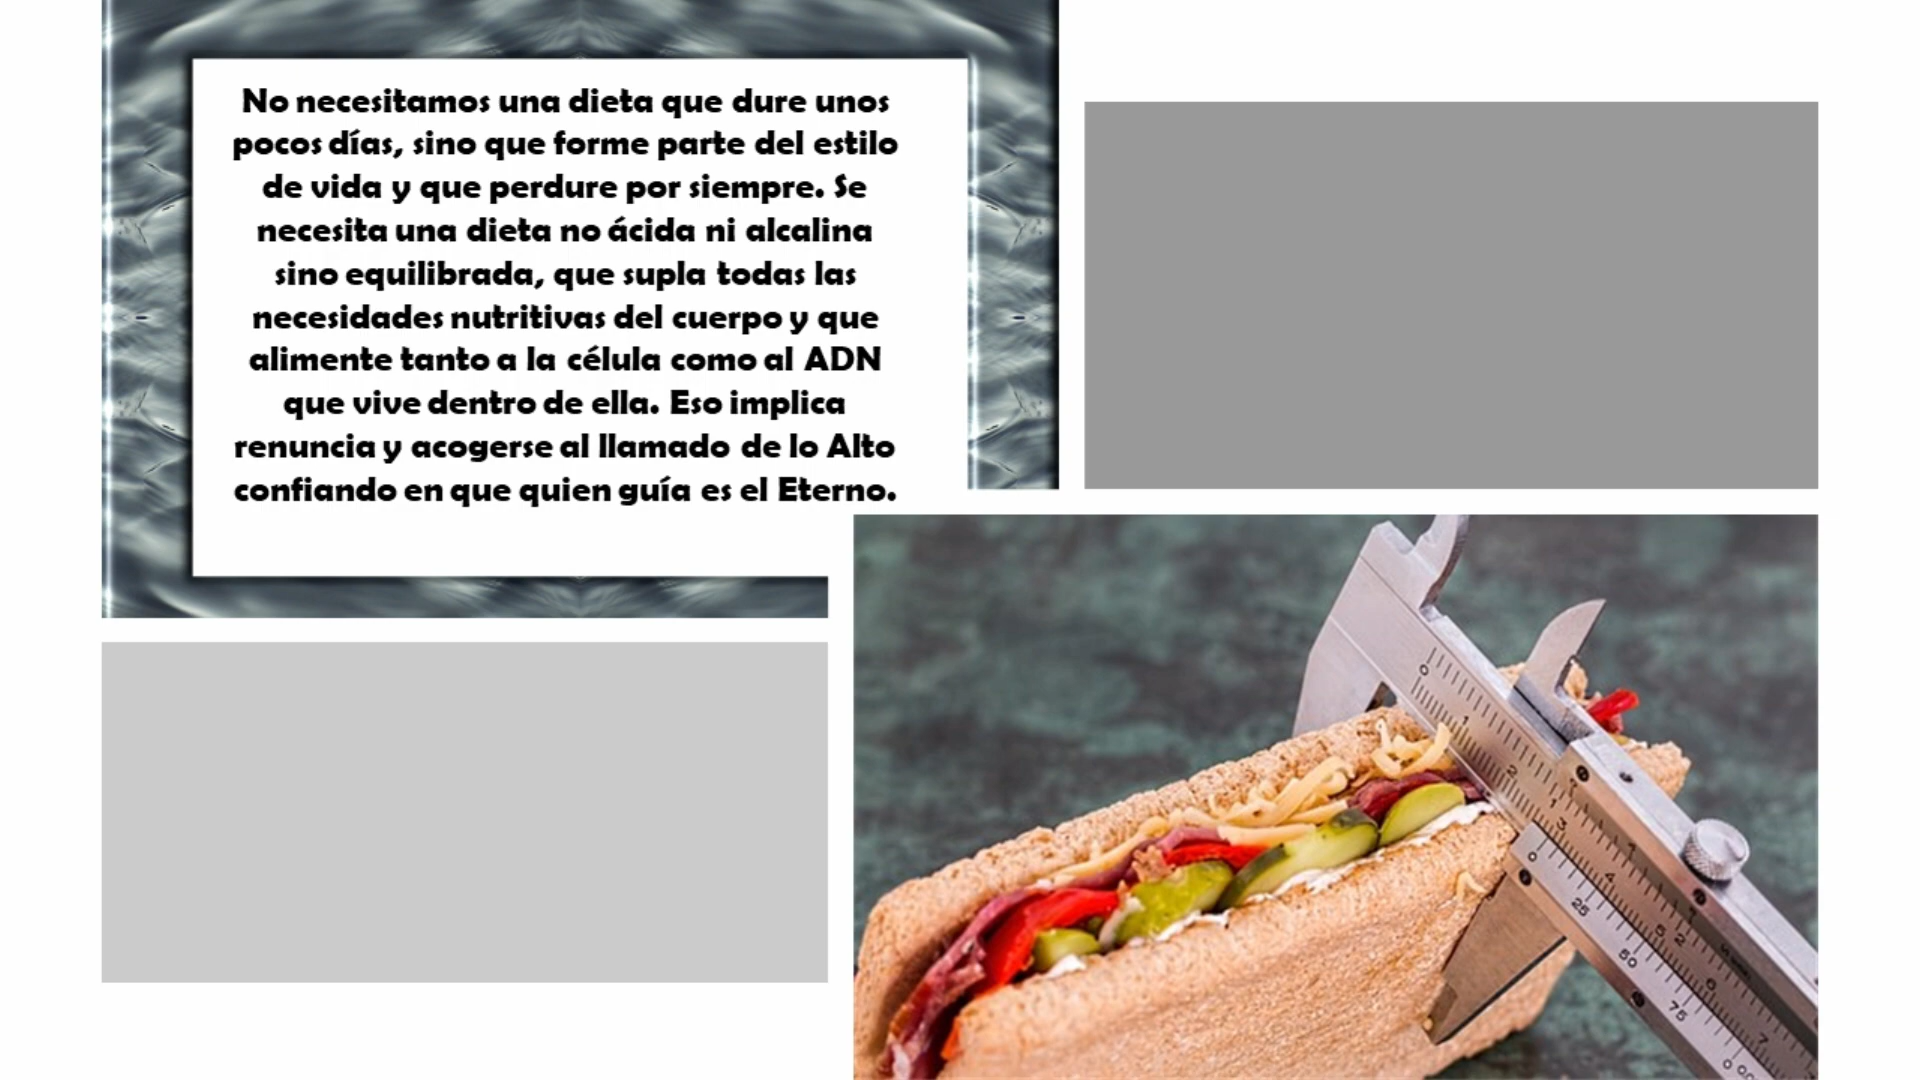 No necesitamos una dieta que dure unos
pocos días, sino que forme parte del estilo
de vida y que perdure por siempre. Se
necesita una dieta no ácida ni alcalina
sino equilibrada, que supla todas las
necesidades nutritivas del cuerpo y que
alimente tanto a la célula como al ADN
que vive dentro de ella. Eso implica
renuncia y acogerse al llamado de lo Alto
confiando en que quien guía es el Eterno.